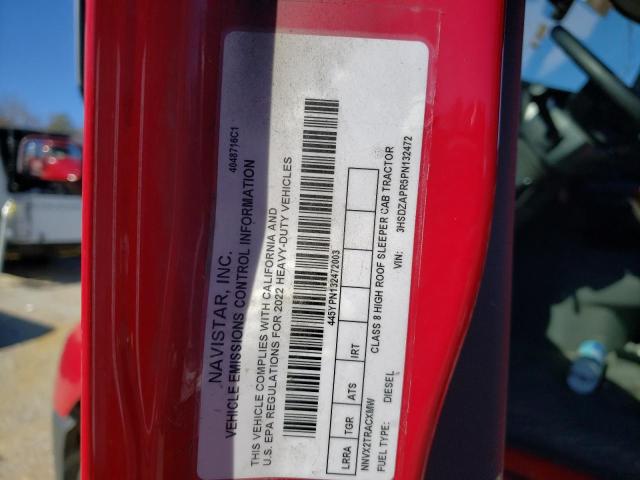 4048716C1
NAVISTAR, INC.
VEHICLE EMISSIONS CONTROL INFORMATION
THIS VEHICLE COMPLIES WITH CALIFORNIA AND
U.S. EPA REGULATIONS FOR 2022 HEAVY-DUTY VEHICLES
445YPN132472003
LRRA TGR ATS IRT
NNVX2TRACXMW CLASS 8 HIGH ROOF SLEEPER CAB TRACTOR
FUEL TYPE: DIESEL VIN: 3HSDZAPR5PN132472